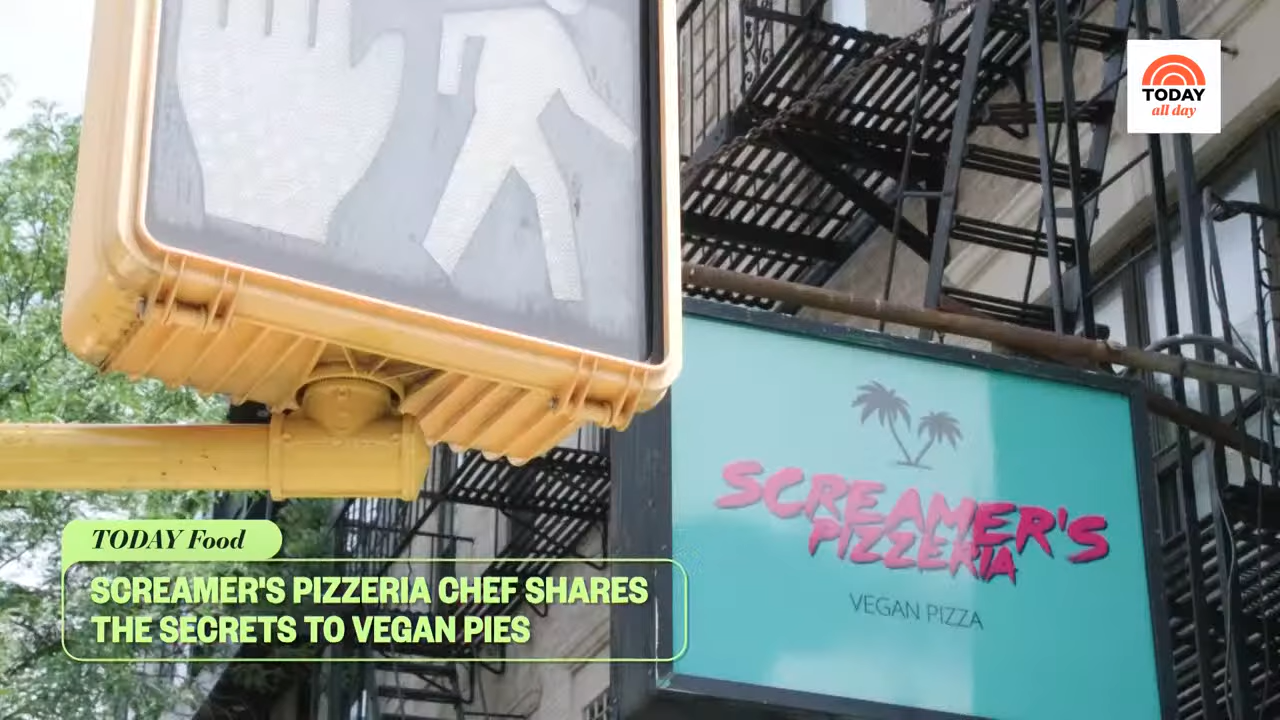 TODAY
all day
SCREAMER'S
PIZZERIA
VEGAN PIZZA
TODAY Food
SCREAMER'S PIZZERIA CHEF SHARES
THE SECRETS TO VEGAN PIES